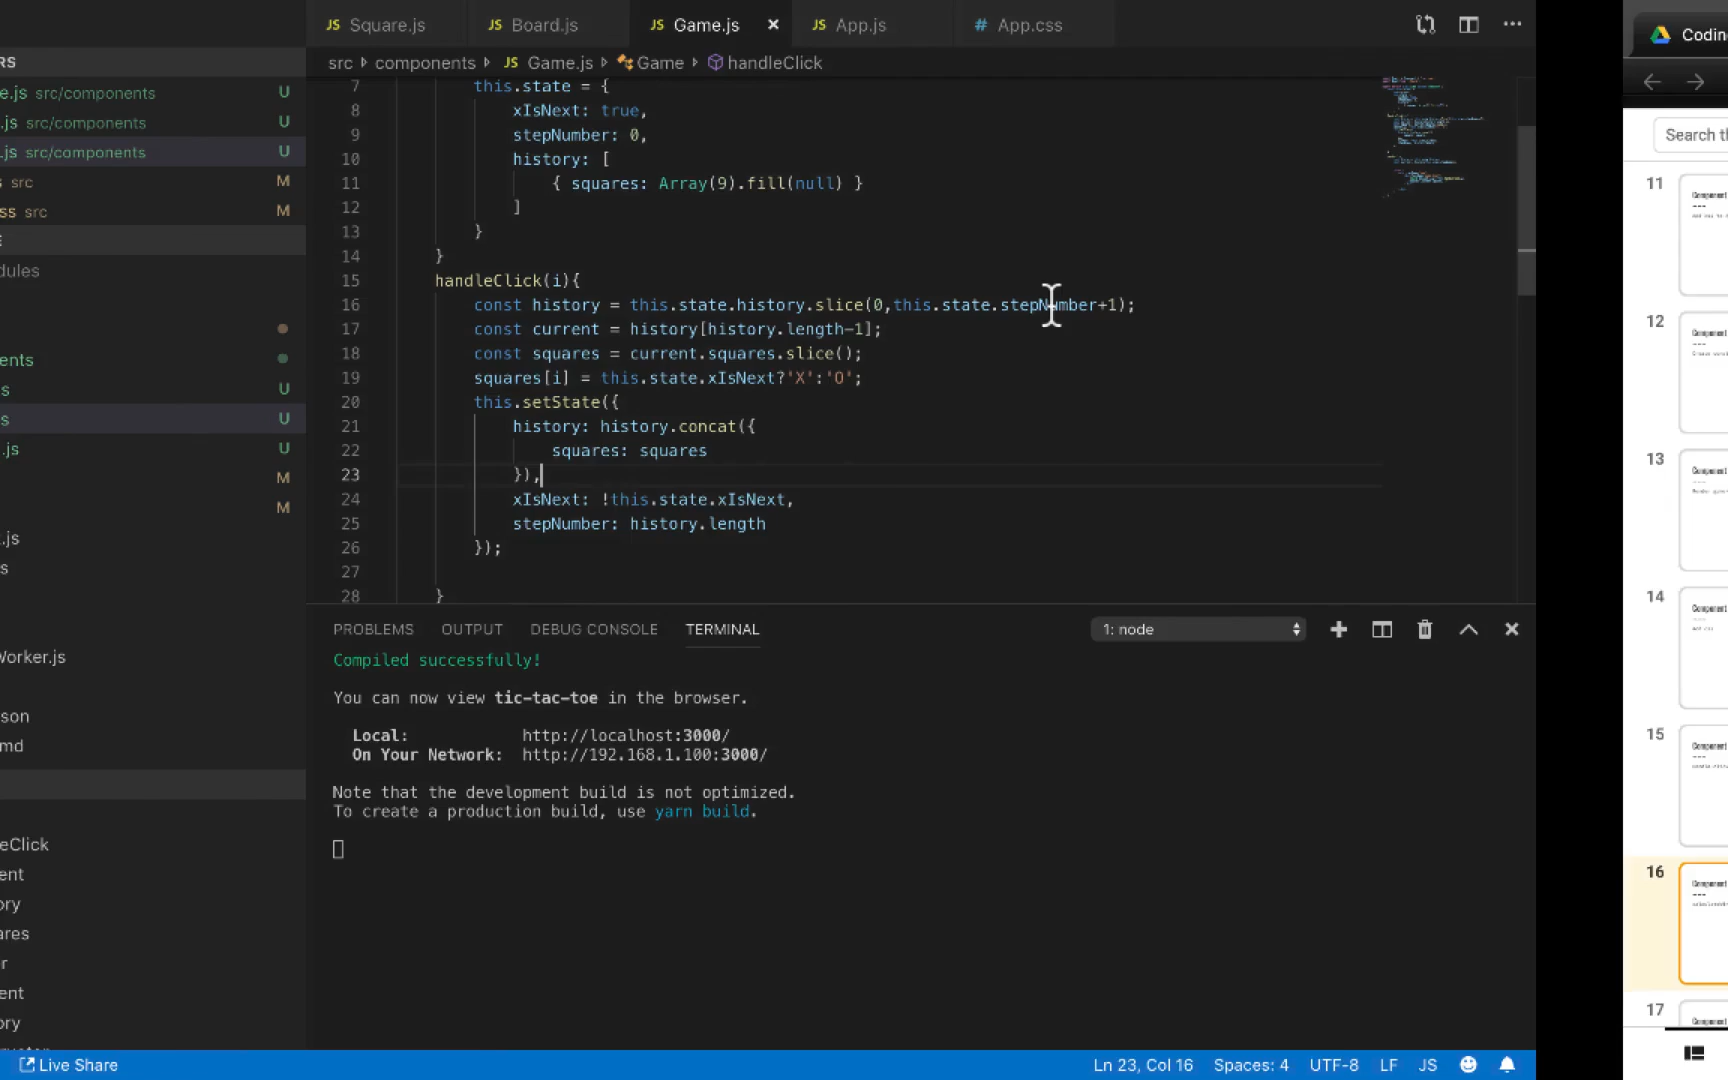 Square.js
Board.js
Game.js
App.js
App.css
src
components
Game.js
Game
handleClick
RS
e.js src/components U
.js src/components U
.js src/components U
s src M
ss src M
E
dules
ents
s U
s U
.js U
M
M
.js
s
Worker.js
son
md
eClick
ent
ory
ares
r
ent
ory
7 this.state = {
8 xIsNext: true,
9 stepNumber: 0,
10 history: [
11 { squares: Array(9).fill(null) }
12 ]
13 }
14 }
15 handleClick(i){
16 const history = this.state.history.slice(0,this.state.stepNumber+1);
17 const current = history[history.length-1];
18 const squares = current.squares.slice();
19 squares[i] = this.state.xIsNext?'X':'O';
20 this.setState({
21 history: history.concat({
22 squares: squares
23 }),
24 xIsNext: !this.state.xIsNext,
25 stepNumber: history.length
26 });
27
28 }
PROBLEMS
OUTPUT
DEBUG CONSOLE
TERMINAL
1: node
Compiled successfully!
You can now view tic-tac-toe in the browser.
Local: http://localhost:3000/
On Your Network: http://192.168.1.100:3000/
Note that the development build is not optimized.
To create a production build, use yarn build.
Live Share
Ln 23, Col 16
Spaces: 4
UTF-8
LF
JS
Codin
Search t
11
Component
12
Component
13
Component
14
Component
15
Component
16
Component
17
Component